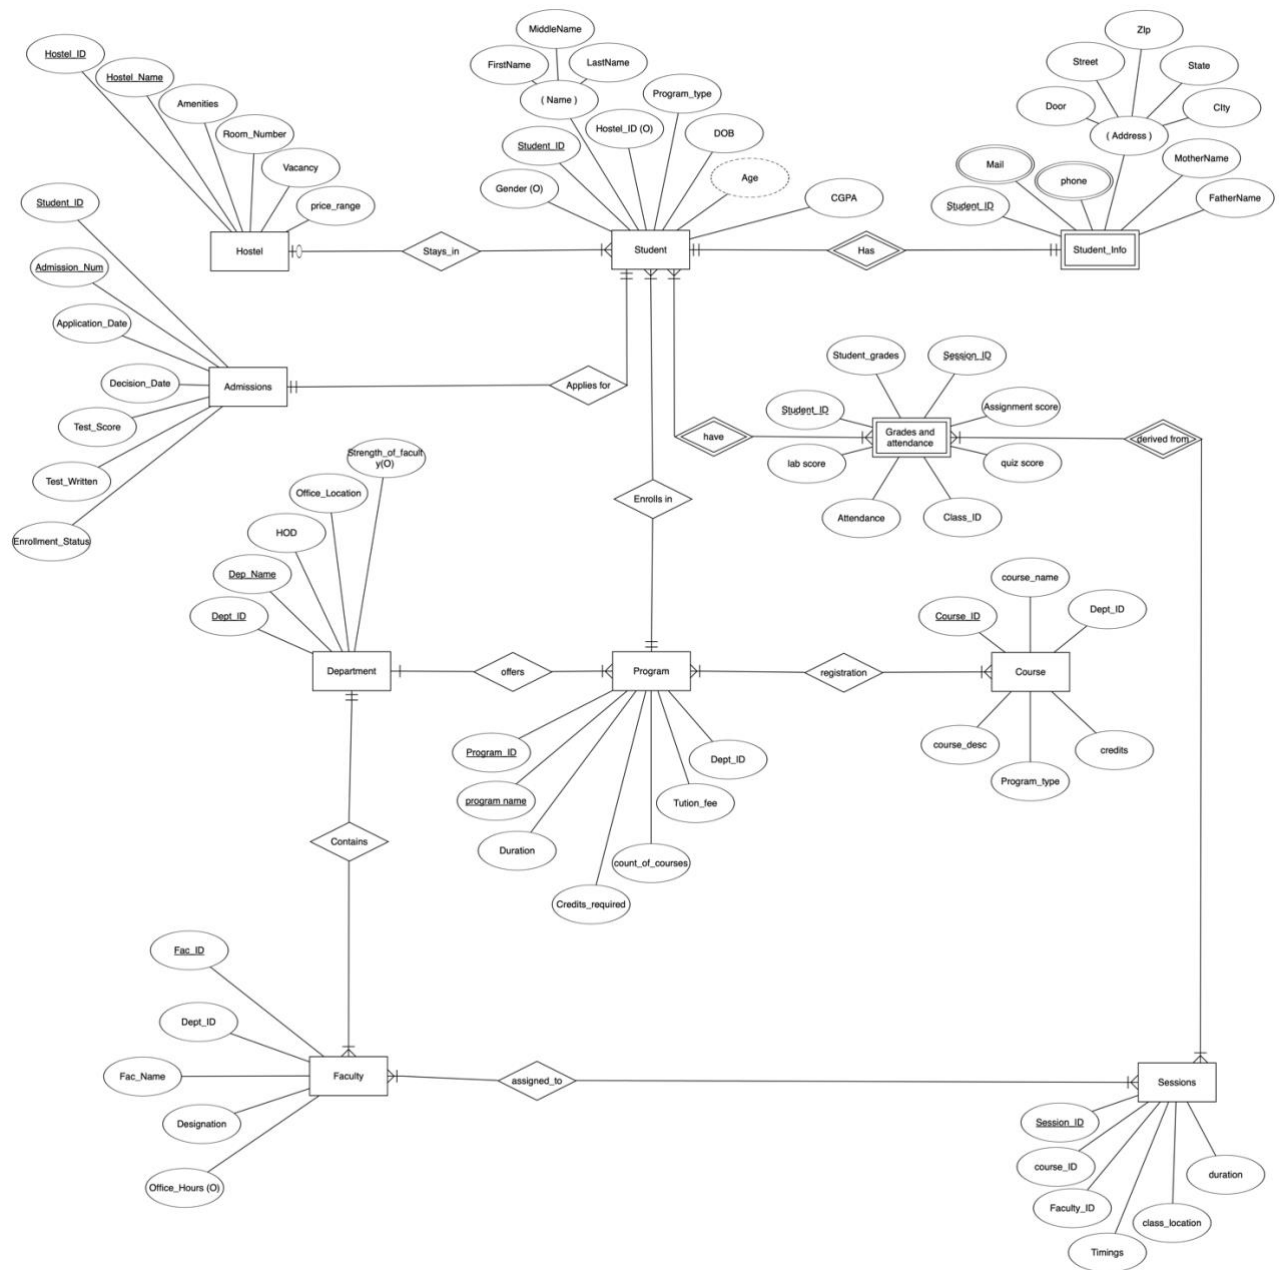 MiddleName
FirstName
LastName
( Name )
Program_type
Hostel_ID (O)
DOB
Student_ID
Age
Gender (O)
CGPA
ZIp
Street
State
Door
CIty
( Address )
Mail
MotherName
phone
Student_ID
FatherName
Hostel_ID
Hostel_Name
Amenities
Room_Number
Vacancy
price_range
Hostel
Stays_in
Student
Has
Student_Info
Student_ID
Admission_Num
Application_Date
Decision_Date
Admissions
Applies for
Test_Score
Test_Written
Enrollment_Status
Student_grades
Session_ID
Student_ID
Assignment score
have
Grades and
attendance
derived from
lab score
quiz score
Attendance
Class_ID
Strength_of_facult
y(O)
Office_Location
HOD
Dep_Name
Dept_ID
Enrolls in
course_name
Course_ID
Dept_ID
Department
offers
Program
registration
Course
course_desc
credits
Program_type
Program_ID
Dept_ID
program name
Tution_fee
Duration
count_of_courses
Credits_required
Contains
Fac_ID
Dept_ID
Fac_Name
Faculty
assigned_to
Sessions
Designation
Office_Hours (O)
Session_ID
course_ID
duration
Faculty_ID
class_location
Timings